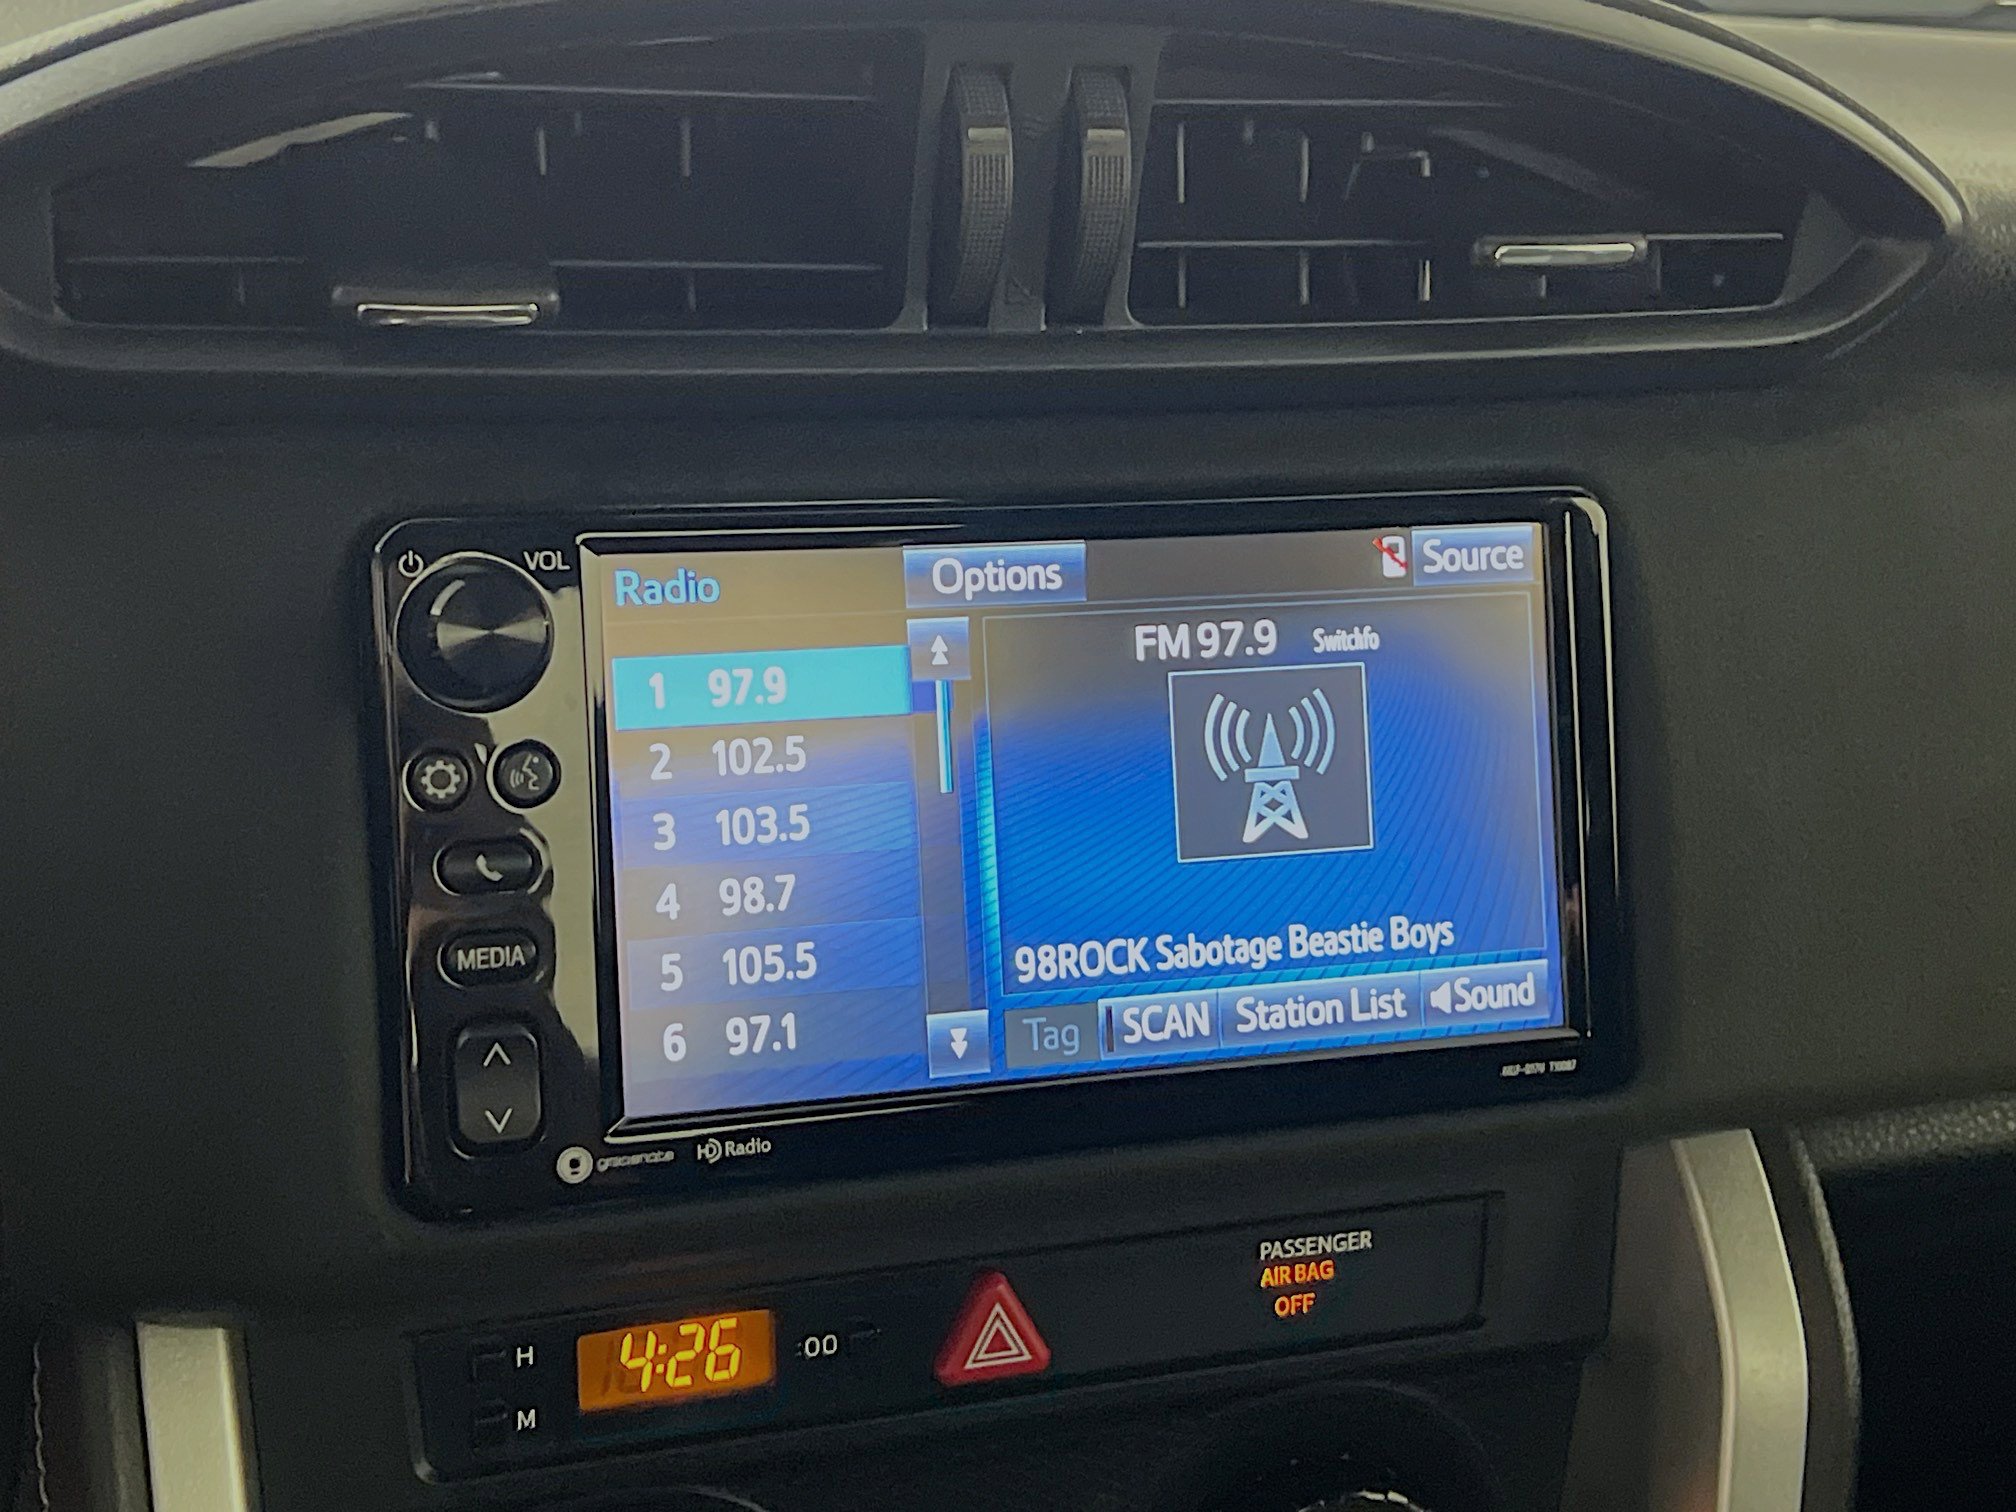 VOL
Radio
Options
Source
FM 97.9 Switchfo
1 97.9
2 102.5
3 103.5
4 98.7
5 105.5
6 97.1
98ROCK Sabotage Beastie Boys
Tag
SCAN
Station List
Sound
MEDIA
gracenote
HD Radio
PASSENGER
AIR BAG
OFF
H
4:26
:00
M